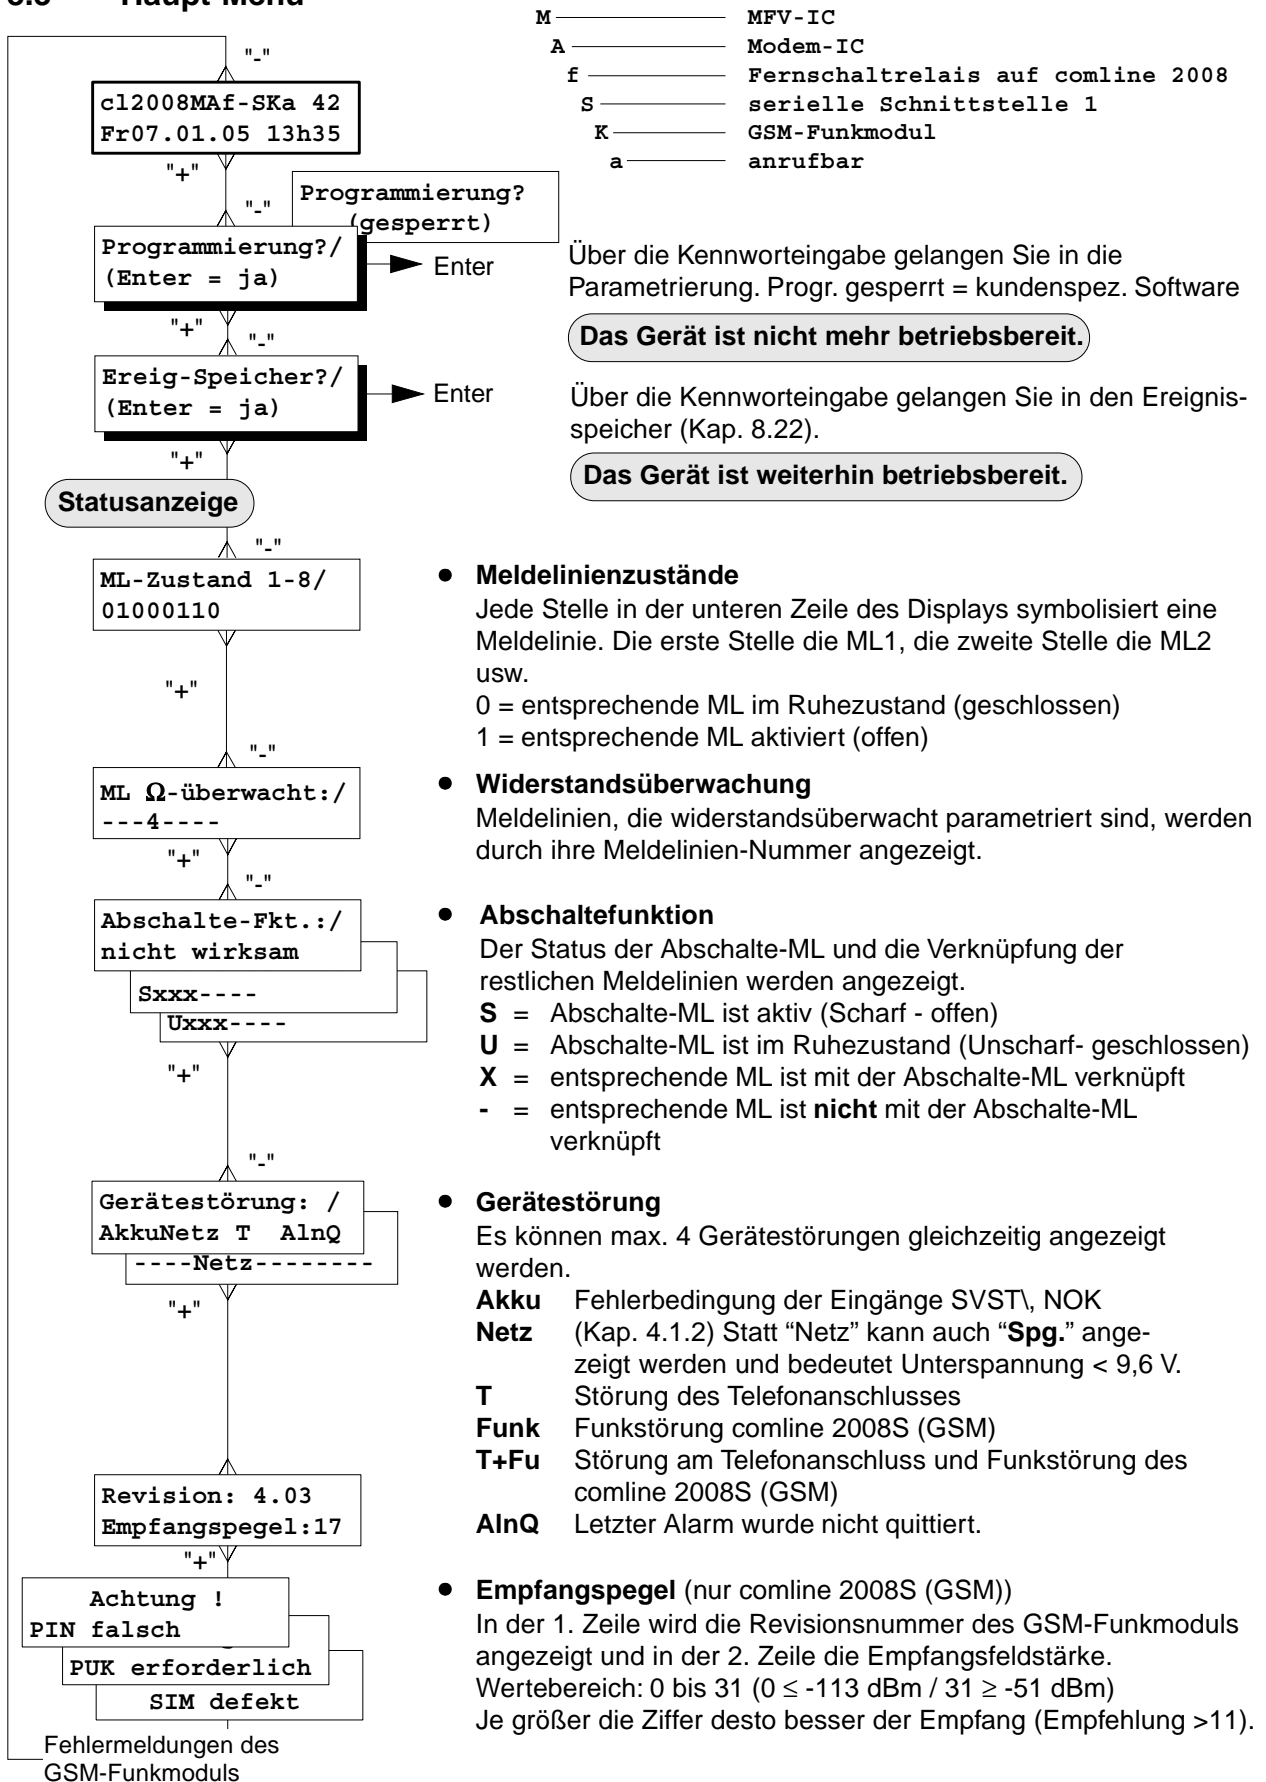 Haupt-Menü
M MFV-IC
A Modem-IC
f Fernschaltrelais auf comline 2008
S serielle Schnittstelle 1
K GSM-Funkmodul
a anrufbar
"-"
cl2008MAf-SKa 42
Fr07.01.05 13h35
"+"
Programmierung?
(gesperrt)
"-"
Programmierung?/
(Enter = ja)
Enter
Über die Kennworteingabe gelangen Sie in die
Parametrierung. Progr. gesperrt = kundenspez. Software
Das Gerät ist nicht mehr betriebsbereit.
"+"
"-"
Ereig-Speicher?/
(Enter = ja)
Enter
Über die Kennworteingabe gelangen Sie in den Ereignis-
speicher (Kap. 8.22).
Das Gerät ist weiterhin betriebsbereit.
"+"
Statusanzeige
"-"
ML-Zustand 1-8/
01000110
"+"
• Meldelinienzustände
Jede Stelle in der unteren Zeile des Displays symbolisiert eine
Meldelinie. Die erste Stelle die ML1, die zweite Stelle die ML2
usw.
0 = entsprechende ML im Ruhezustand (geschlossen)
1 = entsprechende ML aktiviert (offen)
"-"
ML Ω-überwacht:/
---4----
"+"
• Widerstandsüberwachung
Meldelinien, die widerstandsüberwacht parametriert sind, werden
durch ihre Meldelinien-Nummer angezeigt.
"-"
Abschalte-Fkt.:/
nicht wirksam
Sxxx----
Uxxx----
"+"
• Abschaltefunktion
Der Status der Abschalte-ML und die Verknüpfung der
restlichen Meldelinien werden angezeigt.
S = Abschalte-ML ist aktiv (Scharf - offen)
U = Abschalte-ML ist im Ruhezustand (Unscharf- geschlossen)
X = entsprechende ML ist mit der Abschalte-ML verknüpft
- = entsprechende ML ist nicht mit der Abschalte-ML
verknüpft
"-"
Gerätestörung: /
AkkuNetz T AlnQ
----Netz--------
"+"
• Gerätestörung
Es können max. 4 Gerätestörungen gleichzeitig angezeigt
werden.
Akku Fehlerbedingung der Eingänge SVST\, NOK
Netz (Kap. 4.1.2) Statt “Netz” kann auch “Spg.” ange-
zeigt werden und bedeutet Unterspannung < 9,6 V.
T Störung des Telefonanschlusses
Funk Funkstörung comline 2008S (GSM)
T+Fu Störung am Telefonanschluss und Funkstörung des
comline 2008S (GSM)
AlnQ Letzter Alarm wurde nicht quittiert.
Revision: 4.03
Empfangspegel:17
"+"
Achtung !
PIN falsch
PUK erforderlich
SIM defekt
Fehlermeldungen des
GSM-Funkmoduls
• Empfangspegel (nur comline 2008S (GSM))
In der 1. Zeile wird die Revisionsnummer des GSM-Funkmoduls
angezeigt und in der 2. Zeile die Empfangsfeldstärke.
Wertebereich: 0 bis 31 (0 ≤ -113 dBm / 31 ≥ -51 dBm)
Je größer die Ziffer desto besser der Empfang (Empfehlung >11).